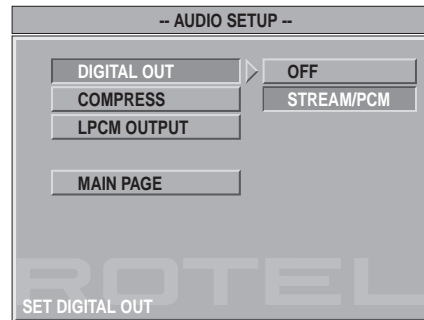 -- AUDIO SETUP --
DIGITAL OUT
OFF
COMPRESS
STREAM/PCM
LPCM OUTPUT
MAIN PAGE
ROTEL
SET DIGITAL OUT